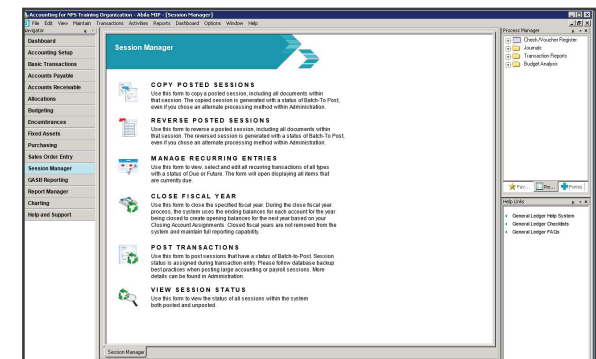 Accounting for NPS Training Organization - Abila MIP - [Session Manager]
File Edit View Maintain Transactions Activities Reports Dashboard Options Window Help
Navigator
Process Manager
Dashboard
Accounting Setup
Basic Transactions
Accounts Payable
Accounts Receivable
Allocations
Budgeting
Encumbrances
Fixed Assets
Purchasing
Sales Order Entry
Session Manager
GASB Reporting
Report Manager
Charting
Help and Support
Session Manager
COPY POSTED SESSIONS
Use this form to copy a posted session, including all documents within
that session. The copied session is generated with a status of Batch-To Post,
even if you chose an alternate processing method within Administration.
REVERSE POSTED SESSIONS
Use this form to reverse a posted session, including all documents within
that session. The reversed session is generated with a status of Batch-To Post,
even if you chose an alternate processing method within Administration.
MANAGE RECURRING ENTRIES
Use this form to view, select and edit all recurring transactions of all types
with a status of Due or Future. The form will open displaying all items that
are currently due.
CLOSE FISCAL YEAR
Use this form to close the specified fiscal year. During the close fiscal year
process, the system uses the ending balances for each account for the year
being closed to create opening balances for the next year based on your
Closing Account Assignments. Closed fiscal years are not removed from the
system and maintain full reporting capability.
POST TRANSACTIONS
Use this form to post sessions that have a status of Batch-to-Post. Session
status is assigned during transaction entry. Please follow database backup
best practices when posting large accounting or payroll sessions. More
details can be found in Administration.
VIEW SESSION STATUS
Use this form to view the status of all sessions within the system
both posted and unposted.
Session Manager
Check/Voucher Register
Journals
Transaction Reports
Budget Analysis
Fav... Re... Forms
Help Links
General Ledger Help System
General Ledger Checklists
General Ledger FAQs